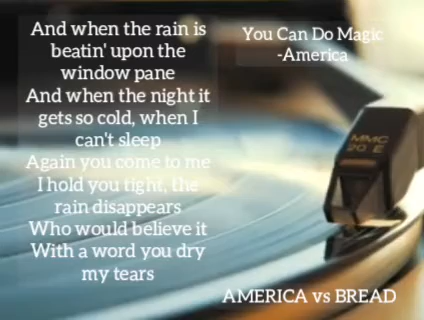 And when the rain is
beatin' upon the
window pane
And when the night it
gets so cold, when I
can't sleep
Again you come to me
I hold you tight, the
rain disappears
Who would believe it
With a word you dry
my tears
You Can Do Magic
-America
MMC
20 E
AMERICA vs BREAD